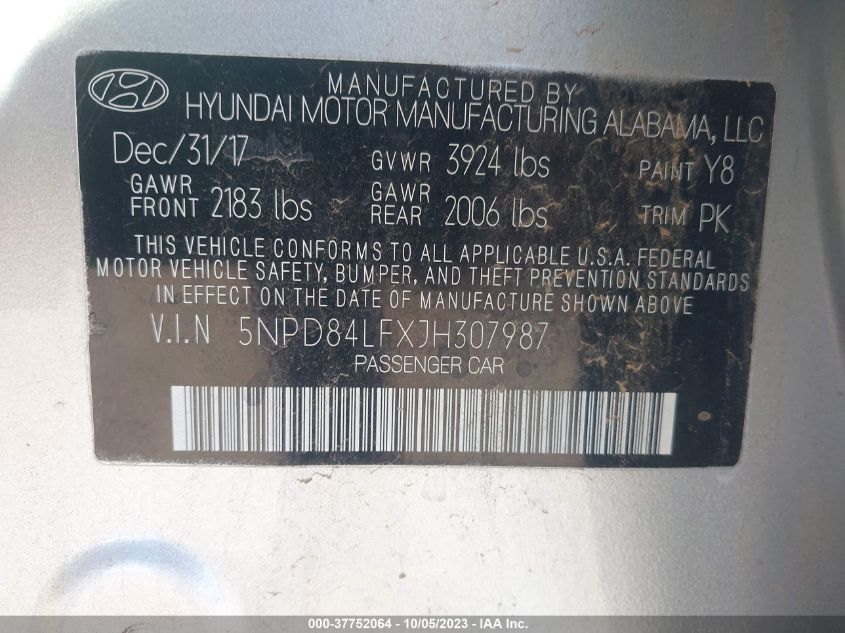 MANUFACTURED BY
HYUNDAI MOTOR MANUFACTURING ALABAMA, LLC
Dec/31/17 GVWR 3924 lbs PAINT Y8
GAWR FRONT 2183 lbs GAWR REAR 2006 lbs TRIM PK
THIS VEHICLE CONFORMS TO ALL APPLICABLE U.S.A. FEDERAL
MOTOR VEHICLE SAFETY, BUMPER, AND THEFT PREVENTION STANDARDS
IN EFFECT ON THE DATE OF MANUFACTURE SHOWN ABOVE
V.I.N 5NPD84LFXJH307987
PASSENGER CAR
000-37752064 - 10/05/2023 - IAA Inc.